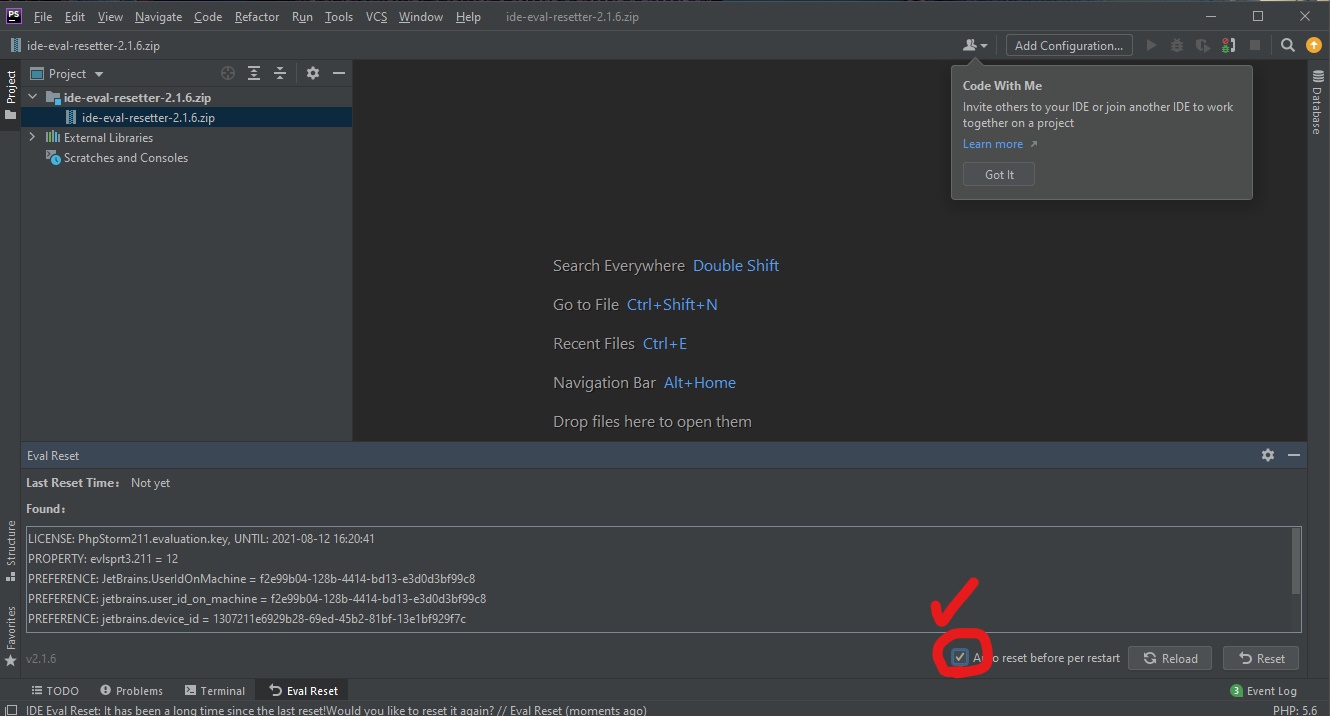 PS File Edit View Navigate Code Refactor Run Tools VCS Window Help ide-eval-resetter-2.1.6.zip
ide-eval-resetter-2.1.6.zip
Add Configuration...
Project
Project
ide-eval-resetter-2.1.6.zip
ide-eval-resetter-2.1.6.zip
External Libraries
Scratches and Consoles
Code With Me
Invite others to your IDE or join another IDE to work
together on a project
Learn more
Got It
Database
Search Everywhere Double Shift
Go to File Ctrl+Shift+N
Recent Files Ctrl+E
Navigation Bar Alt+Home
Drop files here to open them
Eval Reset
Last Reset Time: Not yet
Found:
LICENSE: PhpStorm211.evaluation.key, UNTIL: 2021-08-12 16:20:41
PROPERTY: evlsprt3.211 = 12
PREFERENCE: JetBrains.UserIdOnMachine = f2e99b04-128b-4414-bd13-e3d0d3bf99c8
PREFERENCE: jetbrains.user_id_on_machine = f2e99b04-128b-4414-bd13-e3d0d3bf99c8
PREFERENCE: jetbrains.device_id = 1307211e6929b28-69ed-45b2-81bf-13e1bf929f7c
Structure
Favorites
v2.1.6
Auto reset before per restart
Reload
Reset
TODO Problems Terminal Eval Reset
3 Event Log
IDE Eval Reset: It has been a long time since the last reset!Would you like to reset it again? // Eval Reset (moments ago)
PHP: 5.6